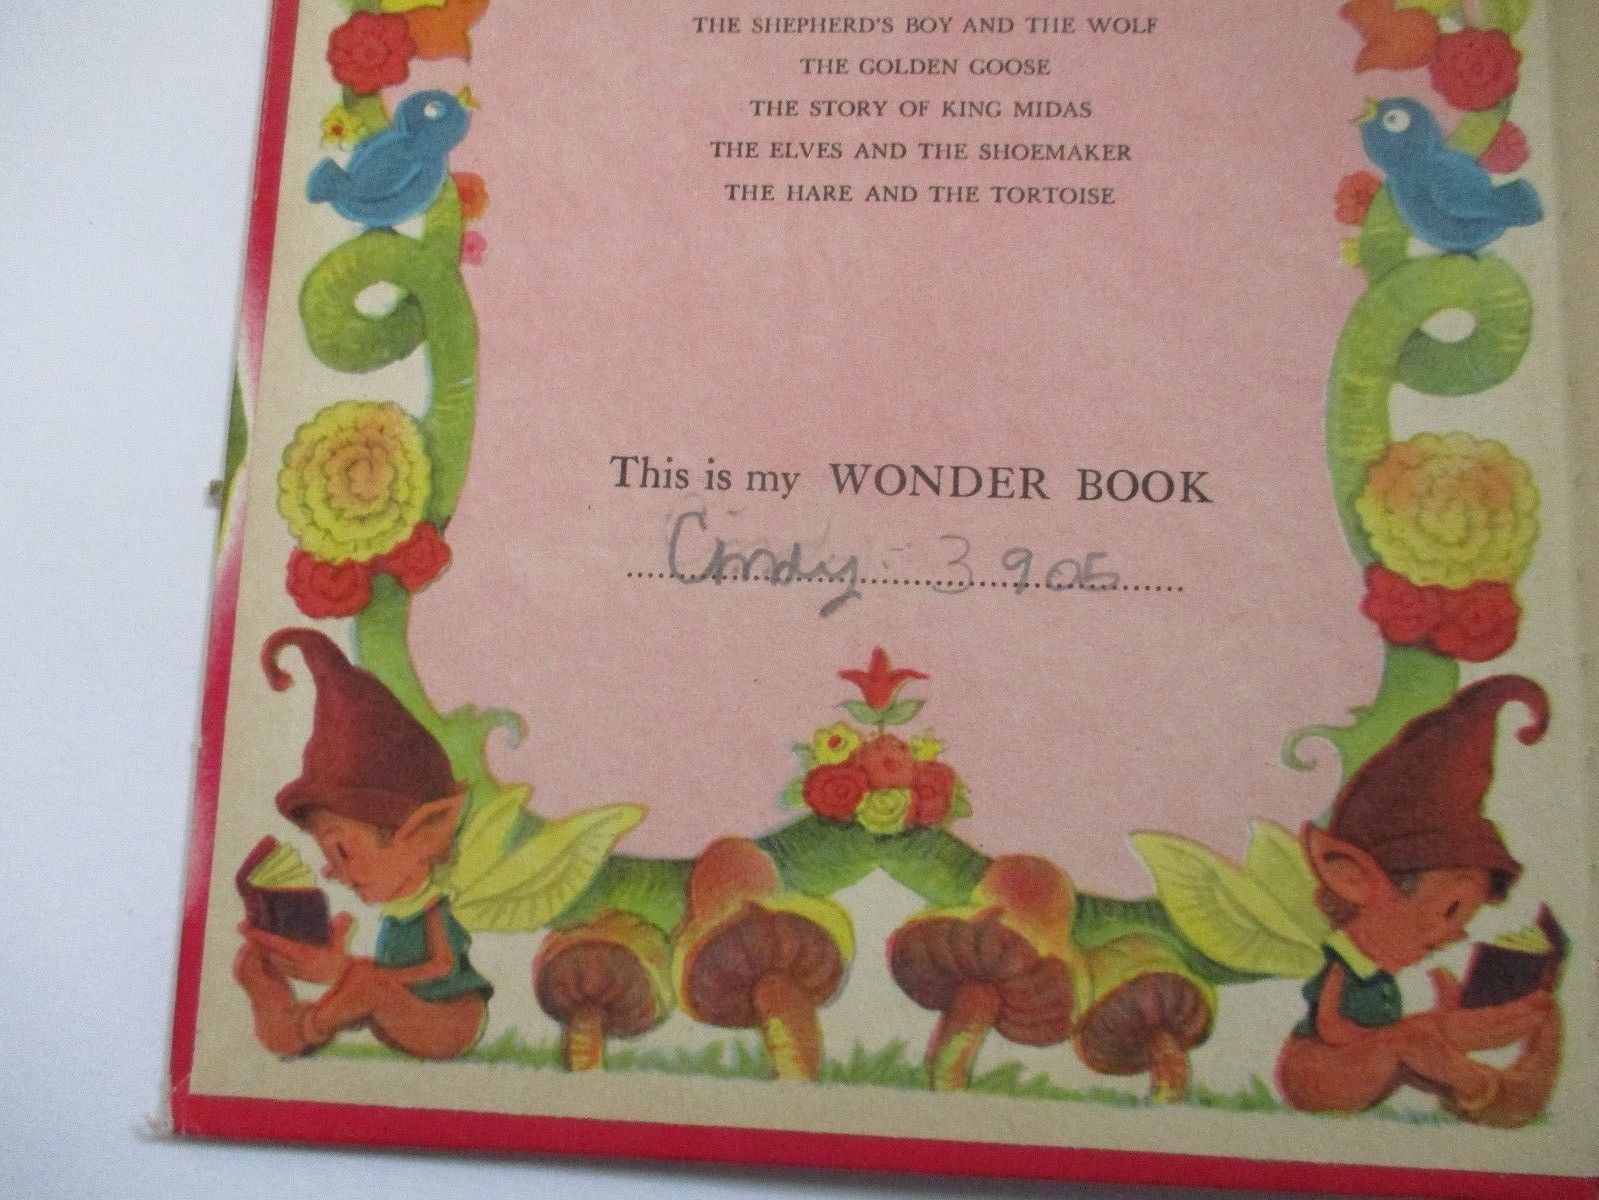 THE SHEPHERD'S BOY AND THE WOLF
THE GOLDEN GOOSE
THE STORY OF KING MIDAS
THE ELVES AND THE SHOEMAKER
THE HARE AND THE TORTOISE
This is my WONDER BOOK
Cindy - 3 9 05